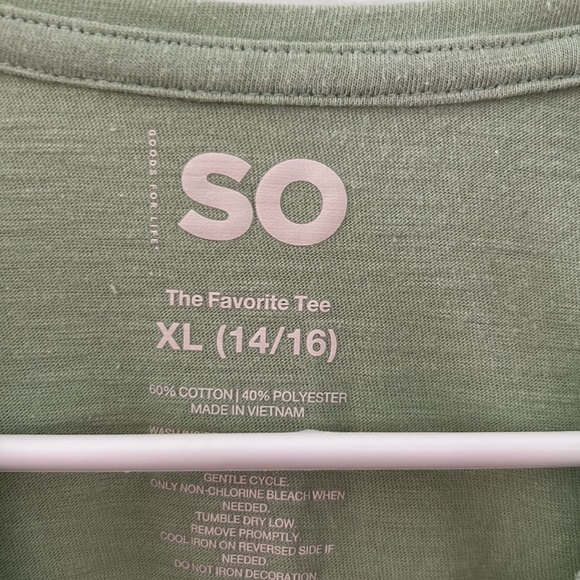 GOODS FOR LIFE
SO
The Favorite Tee
XL (14/16)
60% COTTON | 40% POLYESTER
MADE IN VIETNAM
GENTLE CYCLE.
ONLY NON-CHLORINE BLEACH WHEN
NEEDED.
TUMBLE DRY LOW.
REMOVE PROMPTLY.
COOL IRON ON REVERSED SIDE IF
NEEDED.
DO NOT IRON DECORATION.